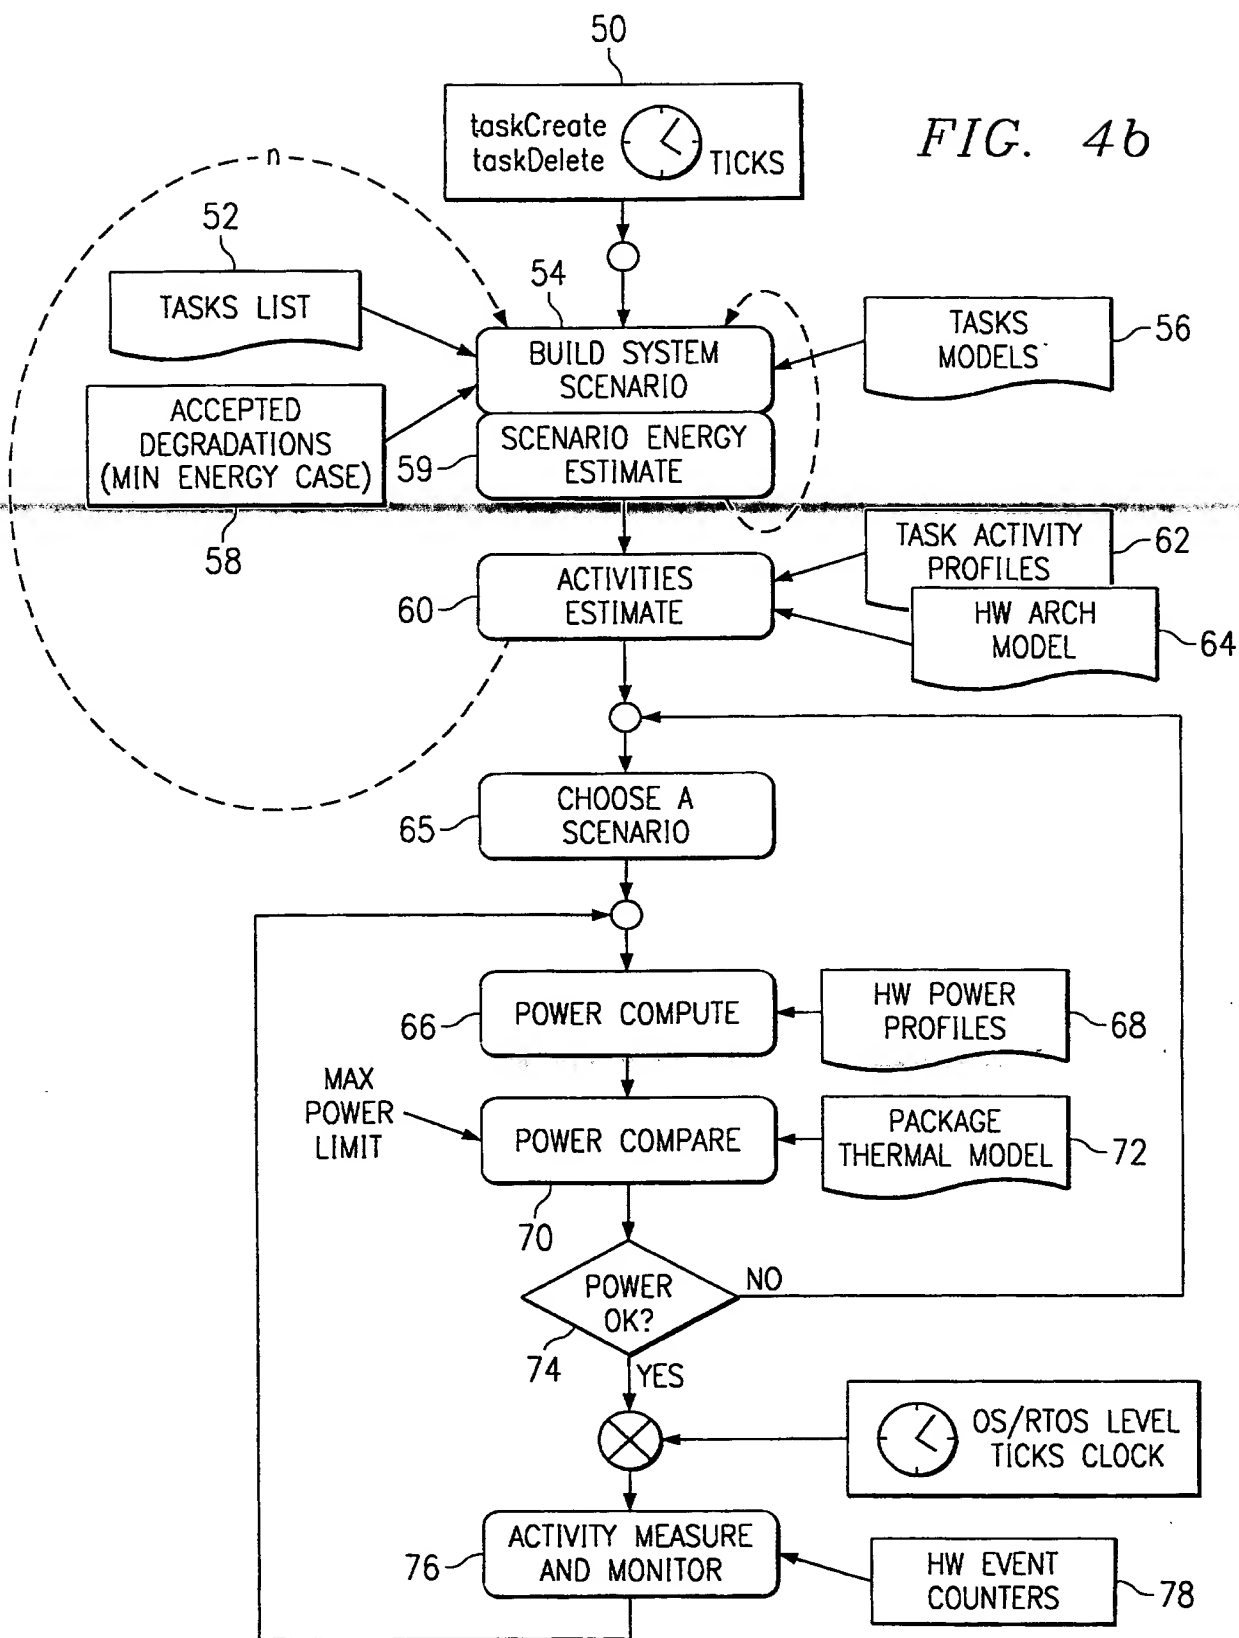 50
taskCreate
taskDelete
TICKS
FIG. 4b
n
52
TASKS LIST
54
BUILD SYSTEM
SCENARIO
TASKS
MODELS
56
ACCEPTED
DEGRADATIONS
(MIN ENERGY CASE)
58
59
SCENARIO ENERGY
ESTIMATE
60
ACTIVITIES
ESTIMATE
TASK ACTIVITY
PROFILES
62
HW ARCH
MODEL
64
65
CHOOSE A
SCENARIO
66
POWER COMPUTE
HW POWER
PROFILES
68
MAX
POWER
LIMIT
POWER COMPARE
70
PACKAGE
THERMAL MODEL
72
POWER
OK?
NO
74
YES
OS/RTOS LEVEL
TICKS CLOCK
76
ACTIVITY MEASURE
AND MONITOR
HW EVENT
COUNTERS
78